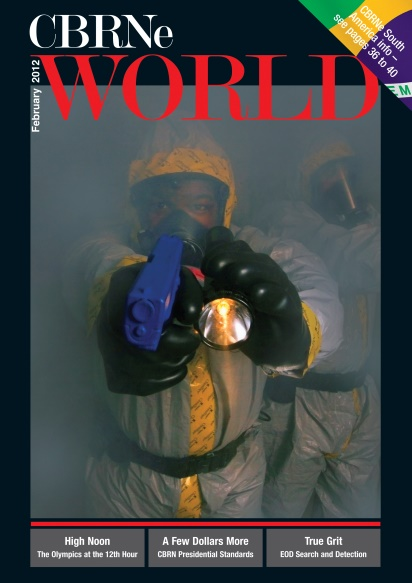 CBRNe
WORLD
February 2012
CBRNe South
America info –
see pages 36 to 40
E M
High Noon
The Olympics at the 12th Hour
A Few Dollars More
CBRN Presidential Standards
True Grit
EOD Search and Detection